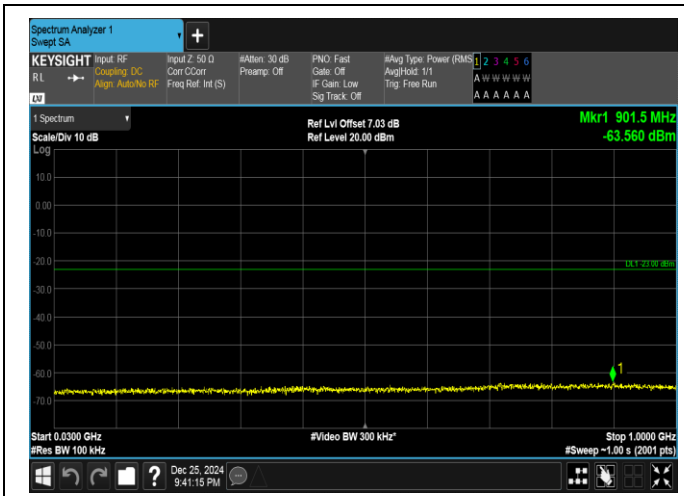 Spectrum Analyzer 1
Swept SA
+
KEYSIGHT
RL
LXI
Input: RF
Coupling: DC
Align: Auto/No RF
Input Z: 50 Ω
Corr CCorr
Freq Ref: Int (S)
#Atten: 30 dB
Preamp: Off
PNO: Fast
Gate: Off
IF Gain: Low
Sig Track: Off
#Avg Type: Power (RMS
Avg|Hold: 1/1
Trig: Free Run
1 2 3 4 5 6
A W W W W W
A A A A A A
1 Spectrum
Scale/Div 10 dB
Log
Ref Lvl Offset 7.03 dB
Ref Level 20.00 dBm
Mkr1 901.5 MHz
-63.560 dBm
10.0
0.00
-10.0
-20.0
DL1 -23.00 dBm
-30.0
-40.0
-50.0
-60.0
1
-70.0
Start 0.0300 GHz
#Res BW 100 kHz
#Video BW 300 kHz*
Stop 1.0000 GHz
#Sweep ~1.00 s (2001 pts)
?
Dec 25, 2024
9:41:15 PM